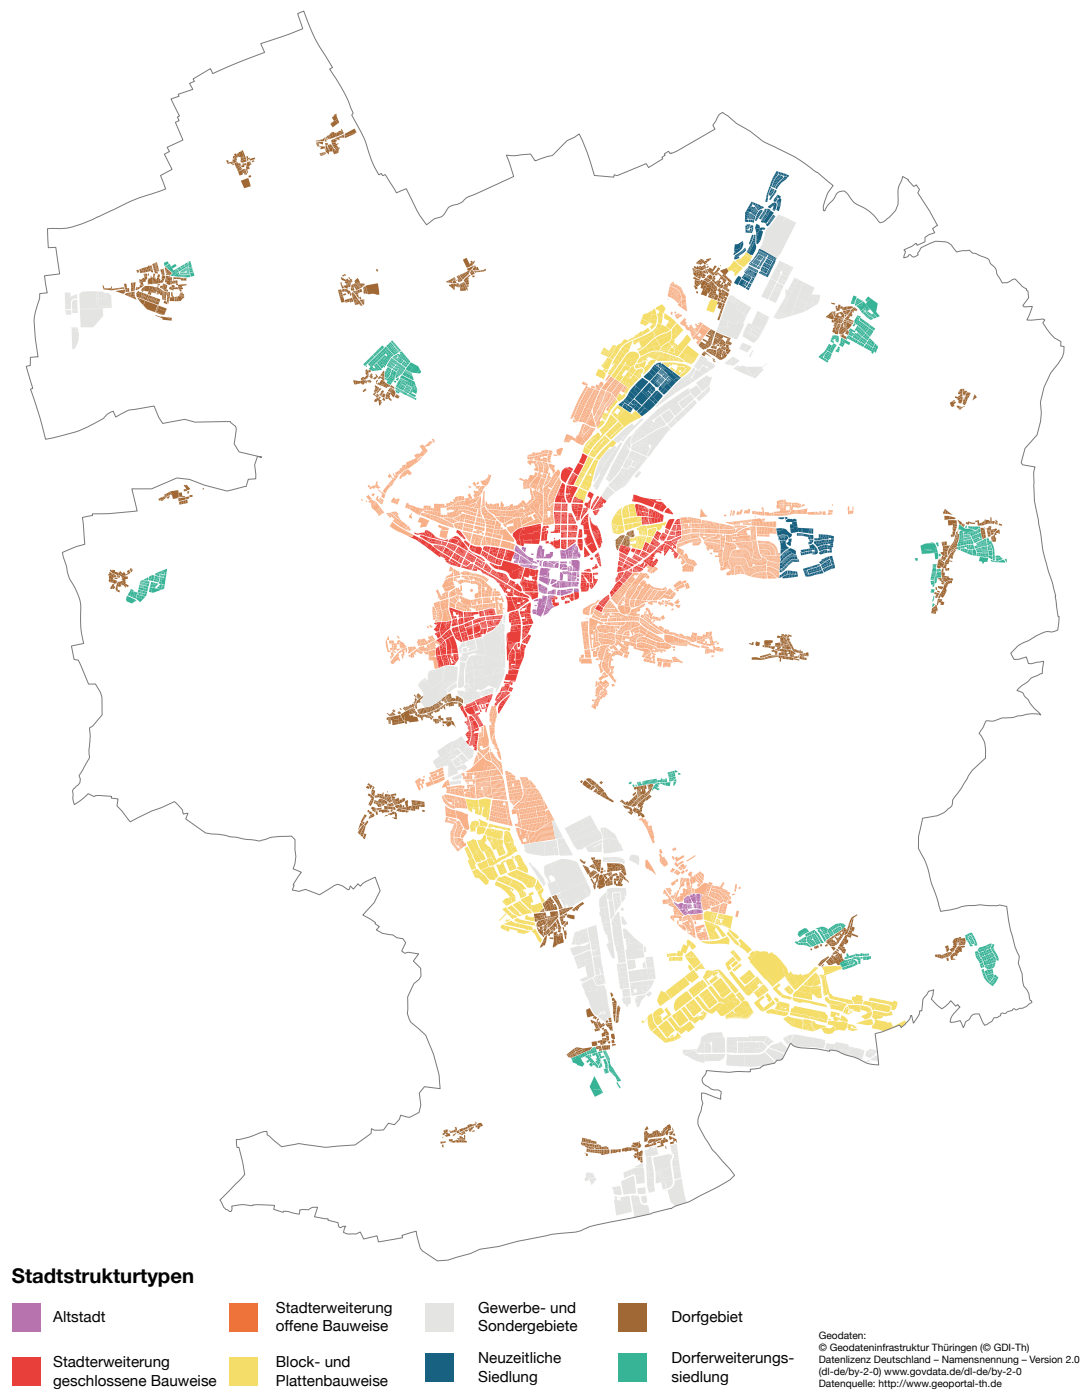 Stadtstrukturtypen
Altstadt
Stadterweiterung
geschlossene Bauweise
Stadterweiterung
offene Bauweise
Block- und
Plattenbauweise
Gewerbe- und
Sondergebiete
Neuzeitliche
Siedlung
Dorfgebiet
Dorferweiterungs-
siedlung
Geodaten:
© Geodateninfrastruktur Thüringen (© GDI-Th)
Datenlizenz Deutschland – Namensnennung – Version 2.0
(dl-de/by-2-0) www.govdata.de/dl-de/by-2-0
Datenquelle: http://www.geoportal-th.de